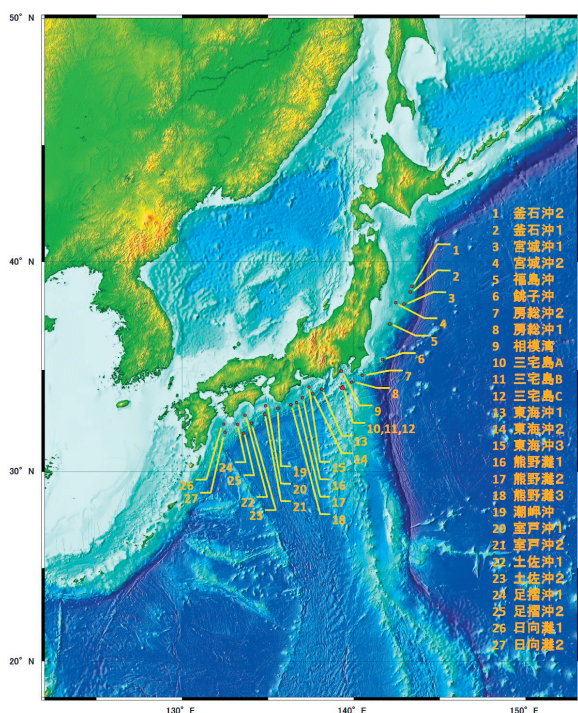 50° N
40° N
30° N
20° N
130° E
140° E
150° E
1
2
3
4
5
6
7
8
9
10,11,12
13
14
15
16
17
18
19
20
21
22
23
24
25
26
27
1 釜石沖2
2 釜石沖1
3 宮城沖1
4 宮城沖2
5 福島沖
6 銚子沖
7 房総沖2
8 房総沖1
9 相模湾
10 三宅島A
11 三宅島B
12 三宅島C
13 東海沖1
14 東海沖2
15 東海沖3
16 熊野灘1
17 熊野灘2
18 熊野灘3
19 潮岬沖
20 室戸沖1
21 室戸沖2
22 土佐沖1
23 土佐沖2
24 足摺沖1
25 足摺沖2
26 日向灘1
27 日向灘2